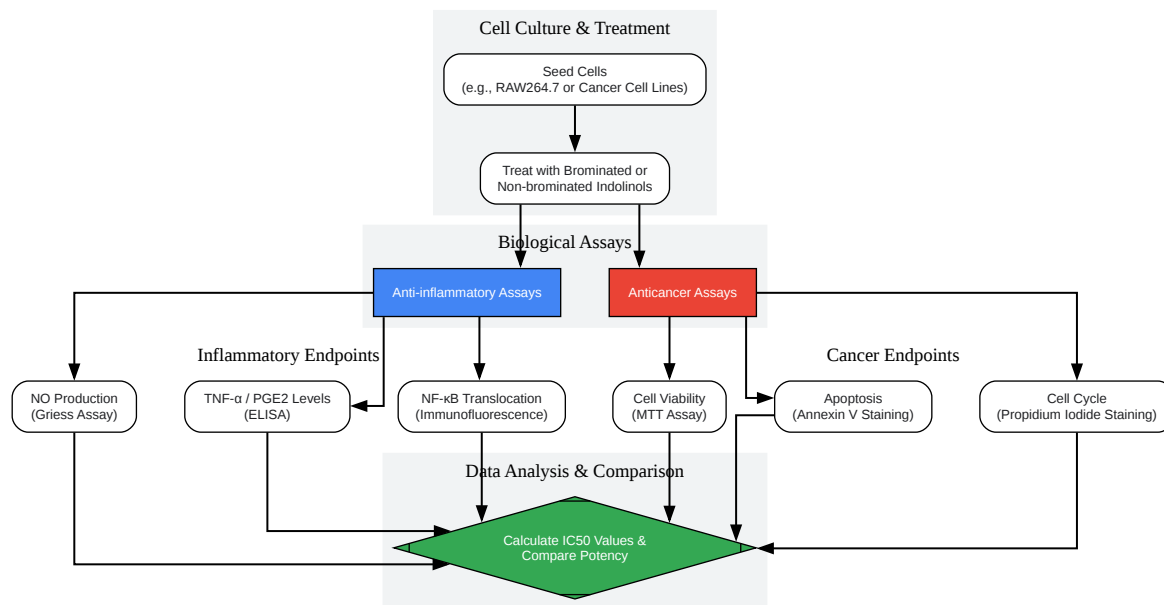 Cell Culture & Treatment
Seed Cells
(e.g., RAW264.7 or Cancer Cell Lines)
Treat with Brominated or
Non-brominated Indolinols
Biological Assays
Anti-inflammatory Assays
Anticancer Assays
Inflammatory Endpoints
Cancer Endpoints
NO Production
(Griess Assay)
TNF-α / PGE2 Levels
(ELISA)
NF-κB Translocation
(Immunofluorescence)
Cell Viability
(MTT Assay)
Apoptosis
(Annexin V Staining)
Cell Cycle
(Propidium Iodide Staining)
Data Analysis & Comparison
Calculate IC50 Values &
Compare Potency